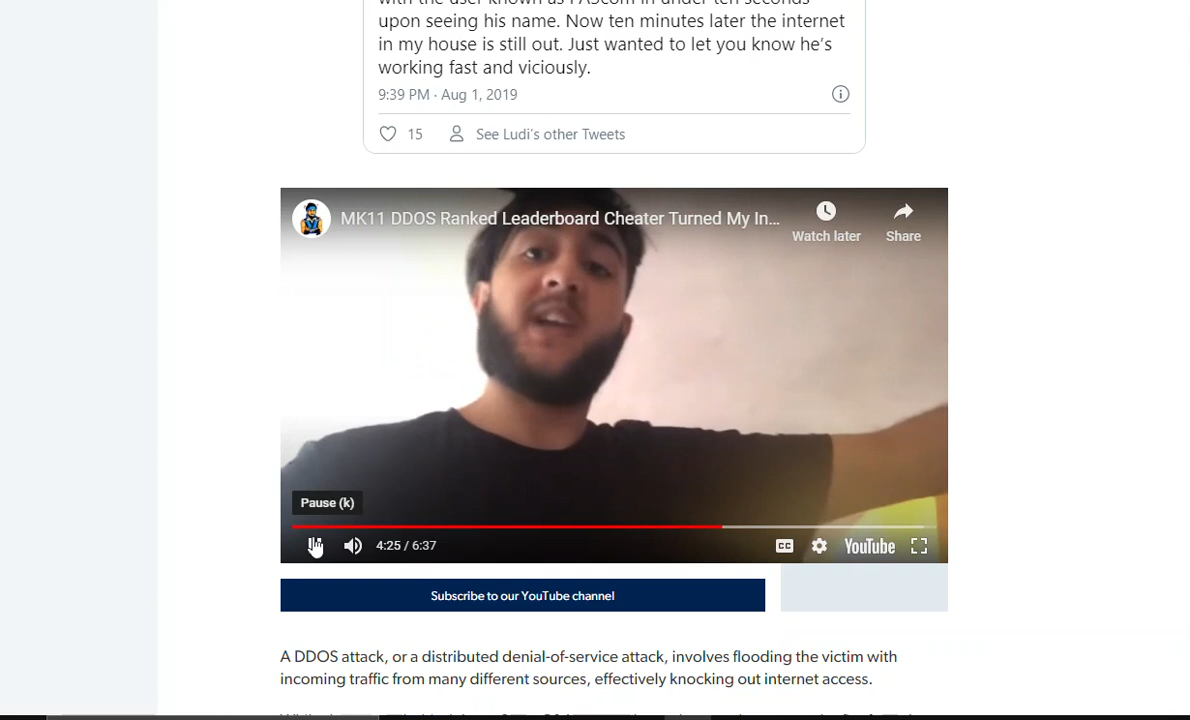 upon seeing his name. Now ten minutes later the internet
in my house is still out. Just wanted to let you know he's
working fast and viciously.
9:39 PM · Aug 1, 2019
15 See Ludi's other Tweets
MK11 DDOS Ranked Leaderboard Cheater Turned My In...
Watch later
Share
Pause (k)
4:25 / 6:37
CC
YouTube
Subscribe to our YouTube channel
A DDOS attack, or a distributed denial-of-service attack, involves flooding the victim with
incoming traffic from many different sources, effectively knocking out internet access.